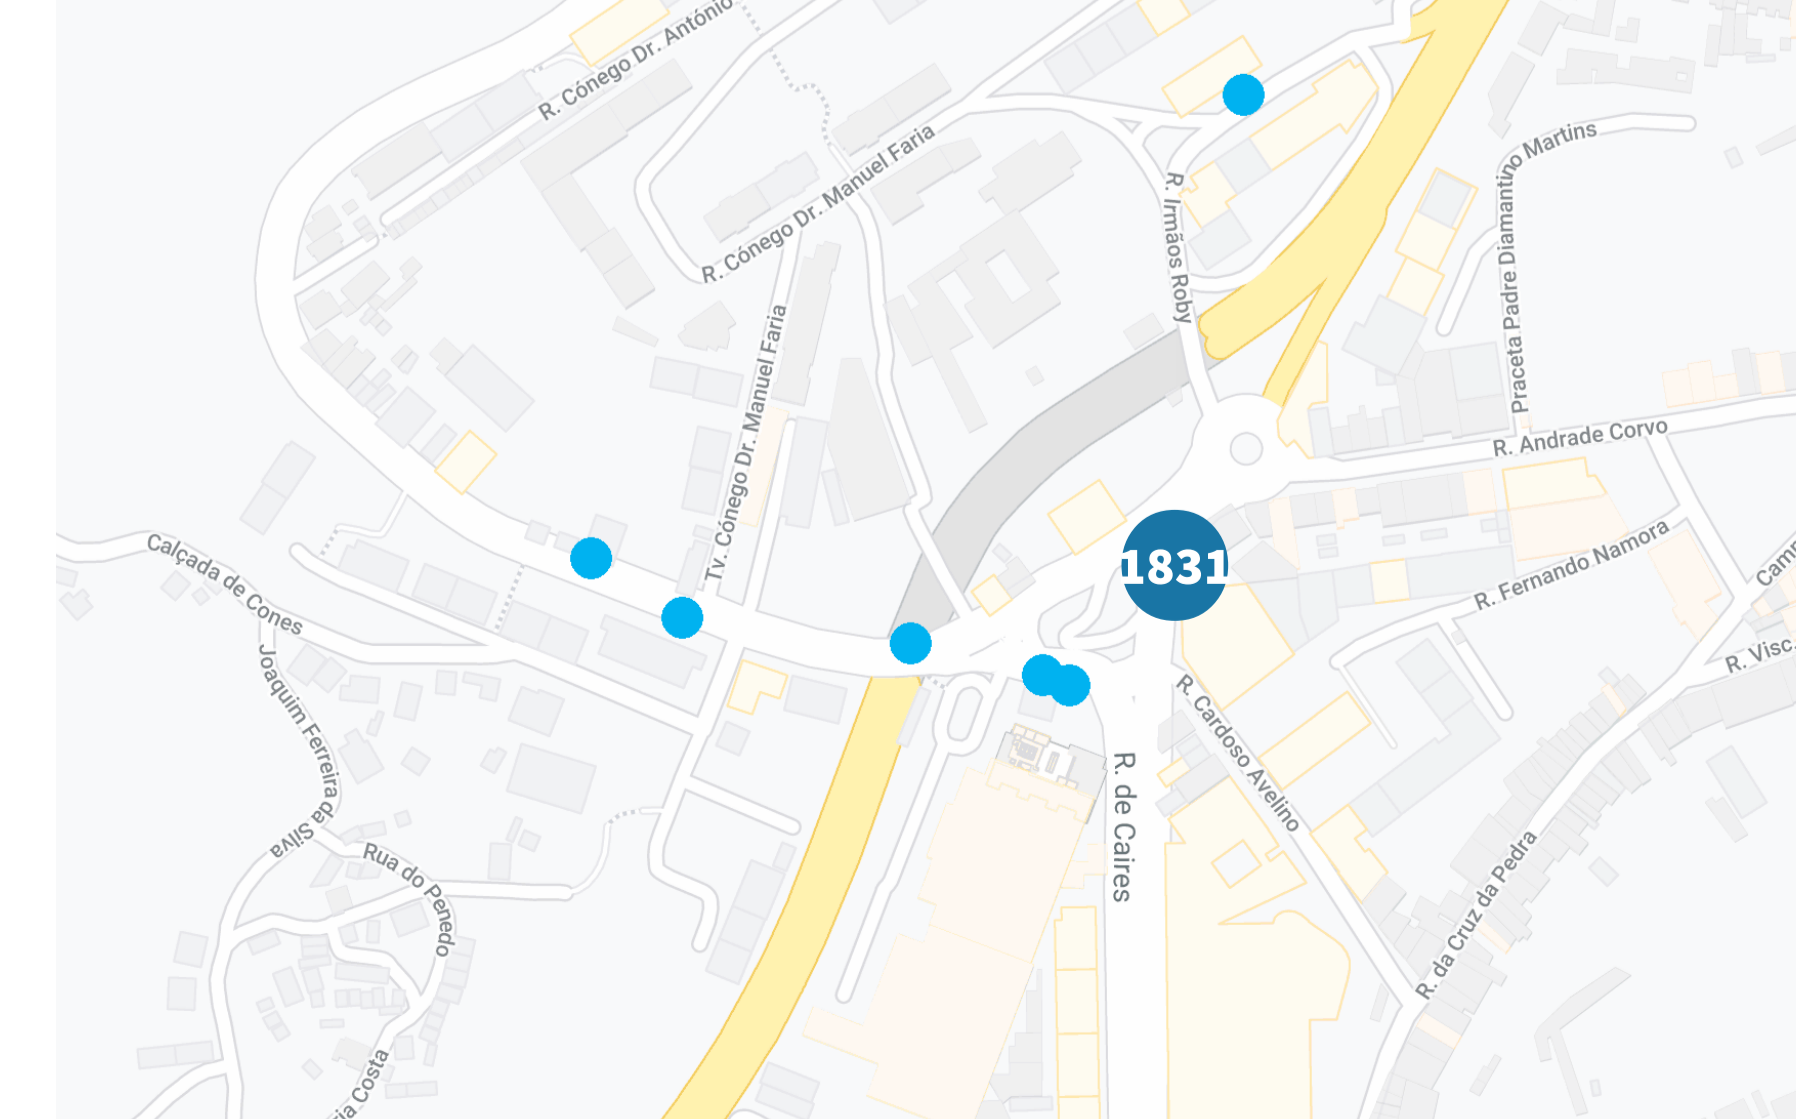 R. Cónego Dr. António
R. Cónego Dr. Manuel Faria
R. Irmãos Roby
Praceta Padre Diamantino Martins
Tv. Cónego Dr. Manuel Faria
R. Andrade Corvo
1831
R. Fernando Namora
Calçada de Cones
R. Visc.
Joaquim Ferreira da Silva
R. Cardoso Avelino
R. de Caires
Rua do Penedo
R. da Cruz da Pedra
Costa